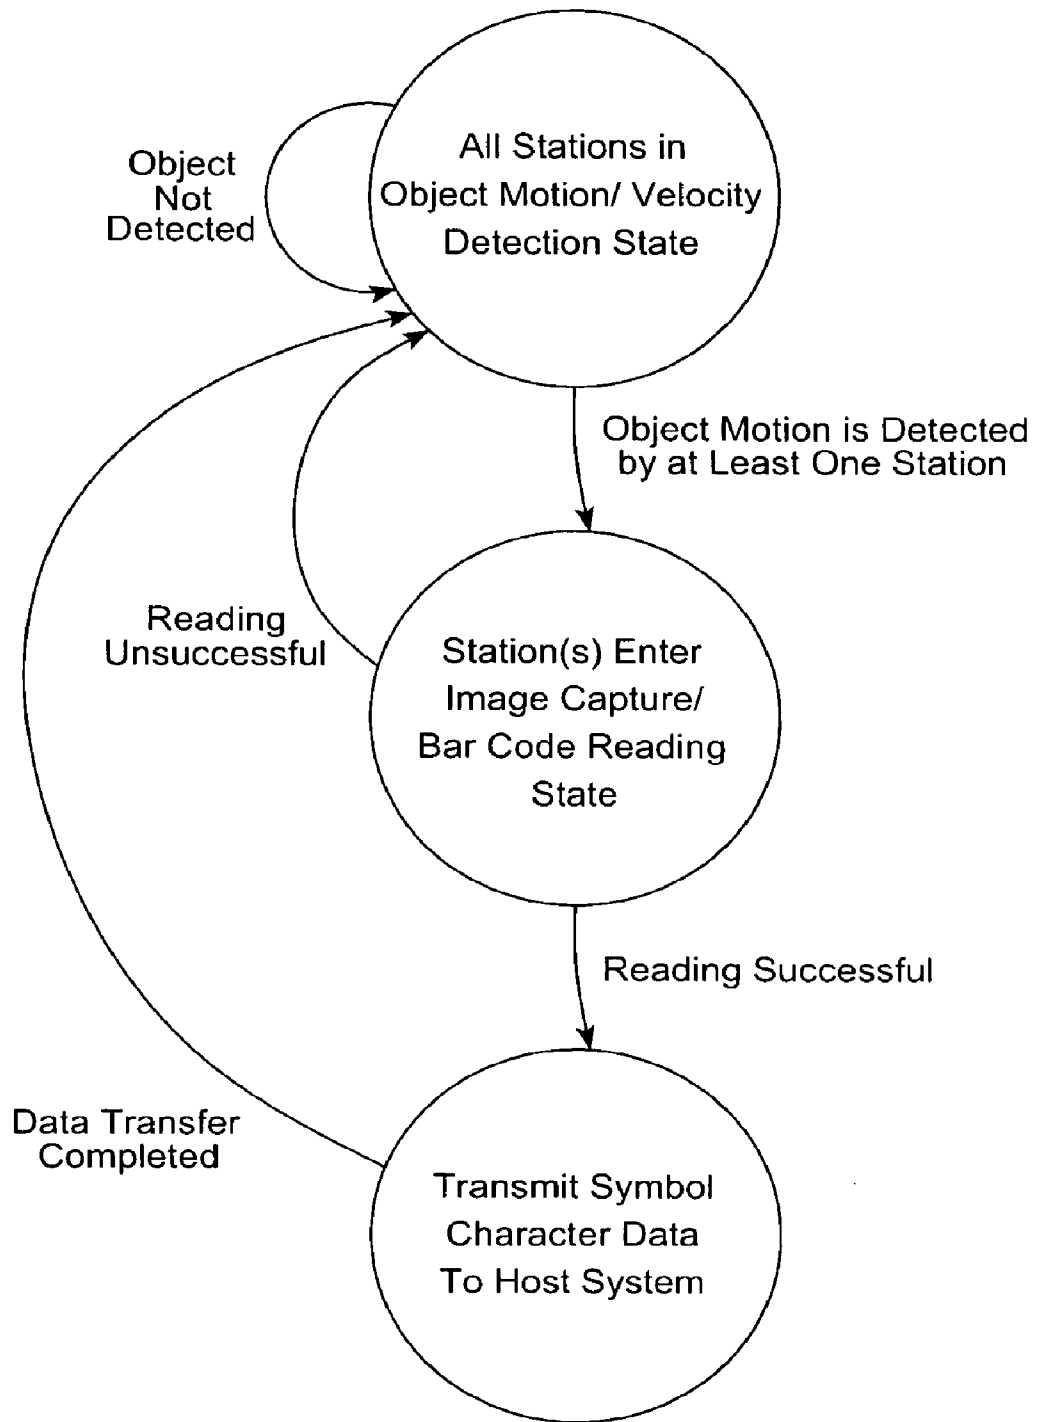 All Stations in
Object Motion/ Velocity
Detection State
Object
Not
Detected
Object Motion is Detected
by at Least One Station
Reading
Unsuccessful
Station(s) Enter
Image Capture/
Bar Code Reading
State
Reading Successful
Data Transfer
Completed
Transmit Symbol
Character Data
To Host System